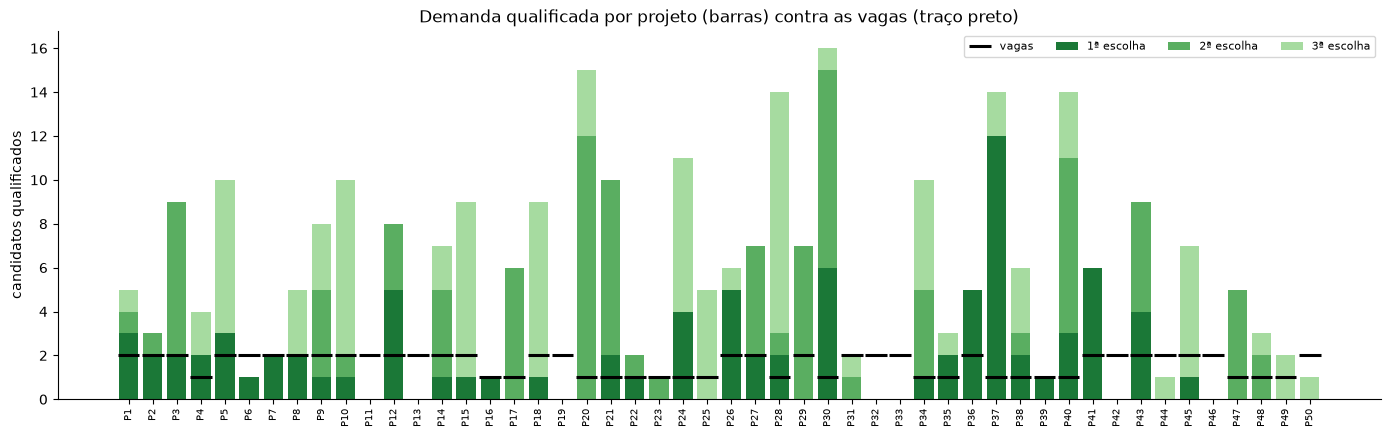 Demanda qualificada por projeto (barras) contra as vagas (traço preto)
vagas 1ª escolha 2ª escolha 3ª escolha
candidatos qualificados
16
14
12
10
8
6
4
2
0
P1 P2 P3 P4 P5 P6 P7 P8 P9 P10 P11 P12 P13 P14 P15 P16 P17 P18 P19 P20 P21 P22 P23 P24 P25 P26 P27 P28 P29 P30 P31 P32 P33 P34 P35 P36 P37 P38 P39 P40 P41 P42 P43 P44 P45 P46 P47 P48 P49 P50